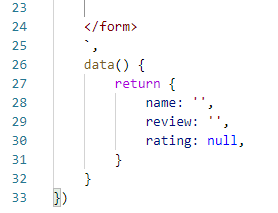 23
24 </form>
25 `,
26 data() {
27 return {
28 name: '',
29 review: '',
30 rating: null,
31 }
32 }
33 })